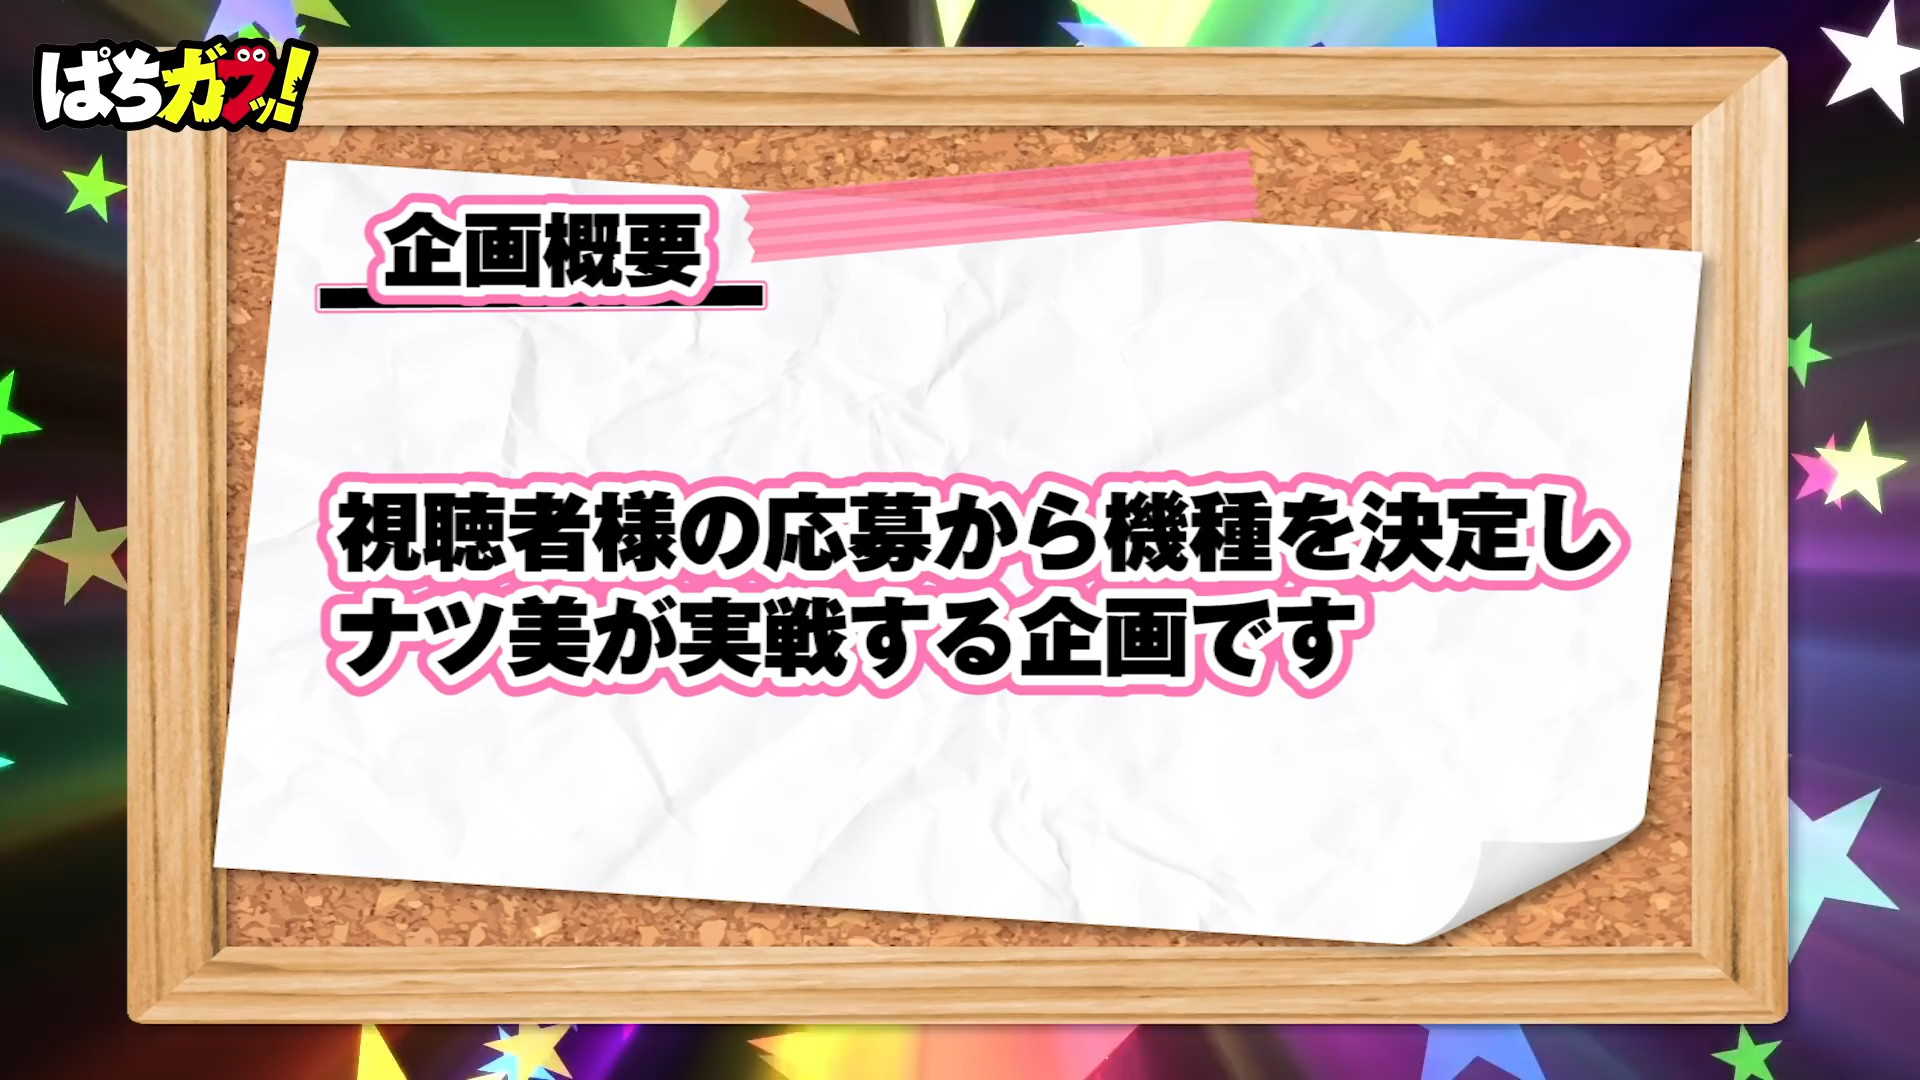 ぱちガブッ!
企画概要
視聴者様の応募から機種を決定し
ナツ美が実戦する企画です